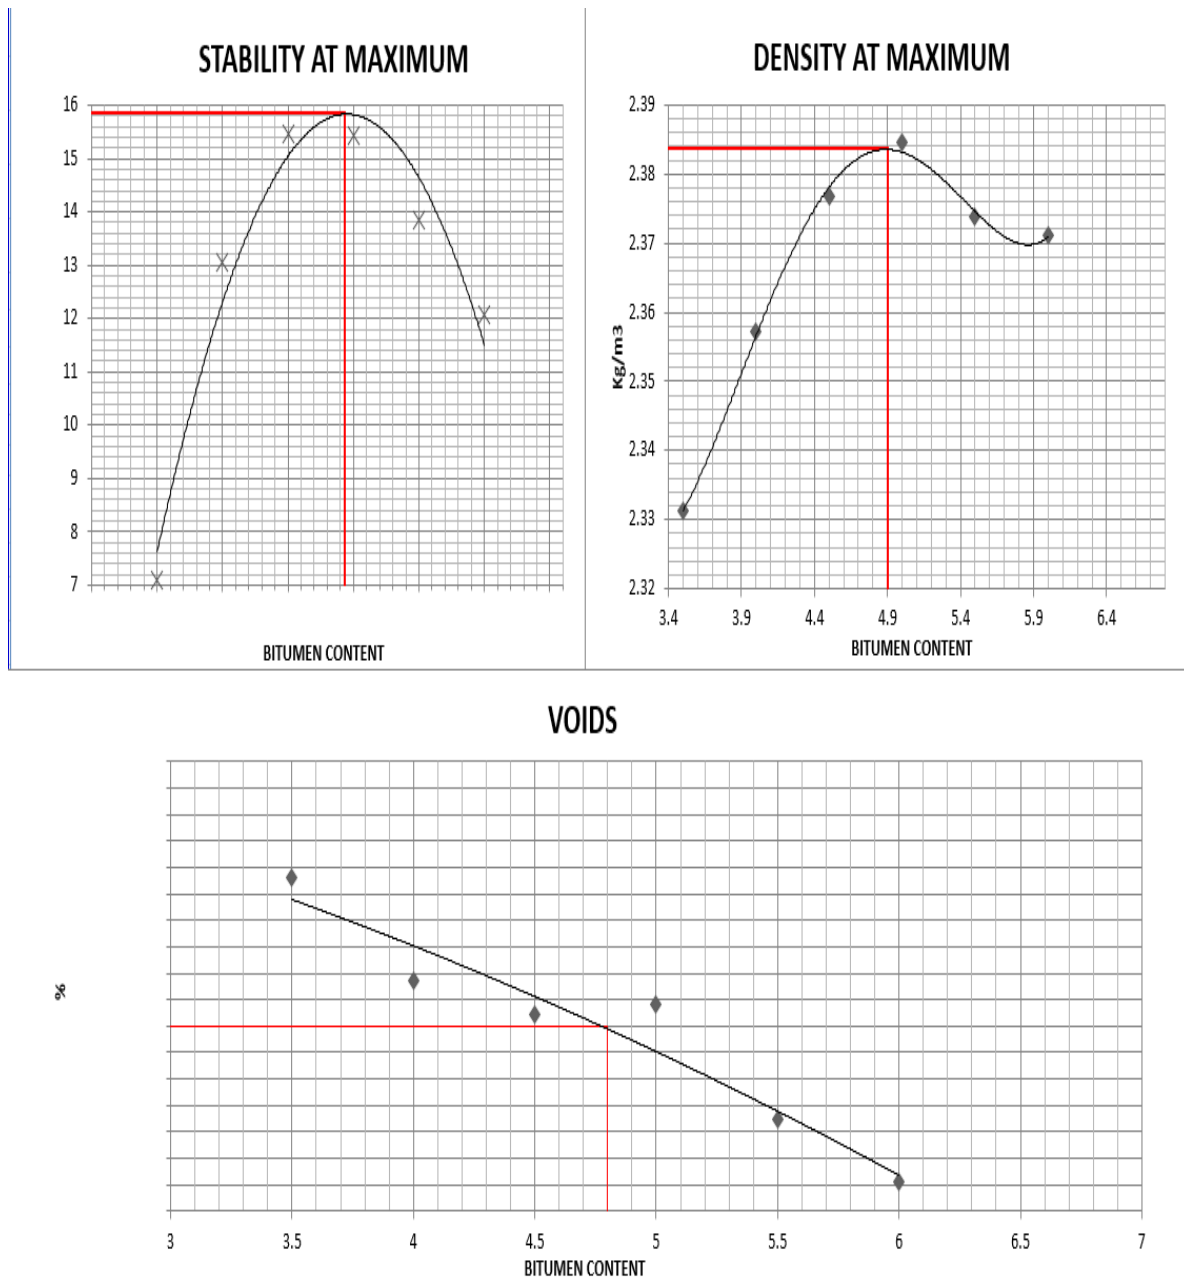 STABILITY AT MAXIMUM
16
15
14
13
12
11
10
9
8
7
BITUMEN CONTENT
DENSITY AT MAXIMUM
Kg/m3
2.39
2.38
2.37
2.36
2.35
2.34
2.33
2.32
3.4 3.9 4.4 4.9 5.4 5.9 6.4
BITUMEN CONTENT
VOIDS
%
3 3.5 4 4.5 5 5.5 6 6.5 7
BITUMEN CONTENT